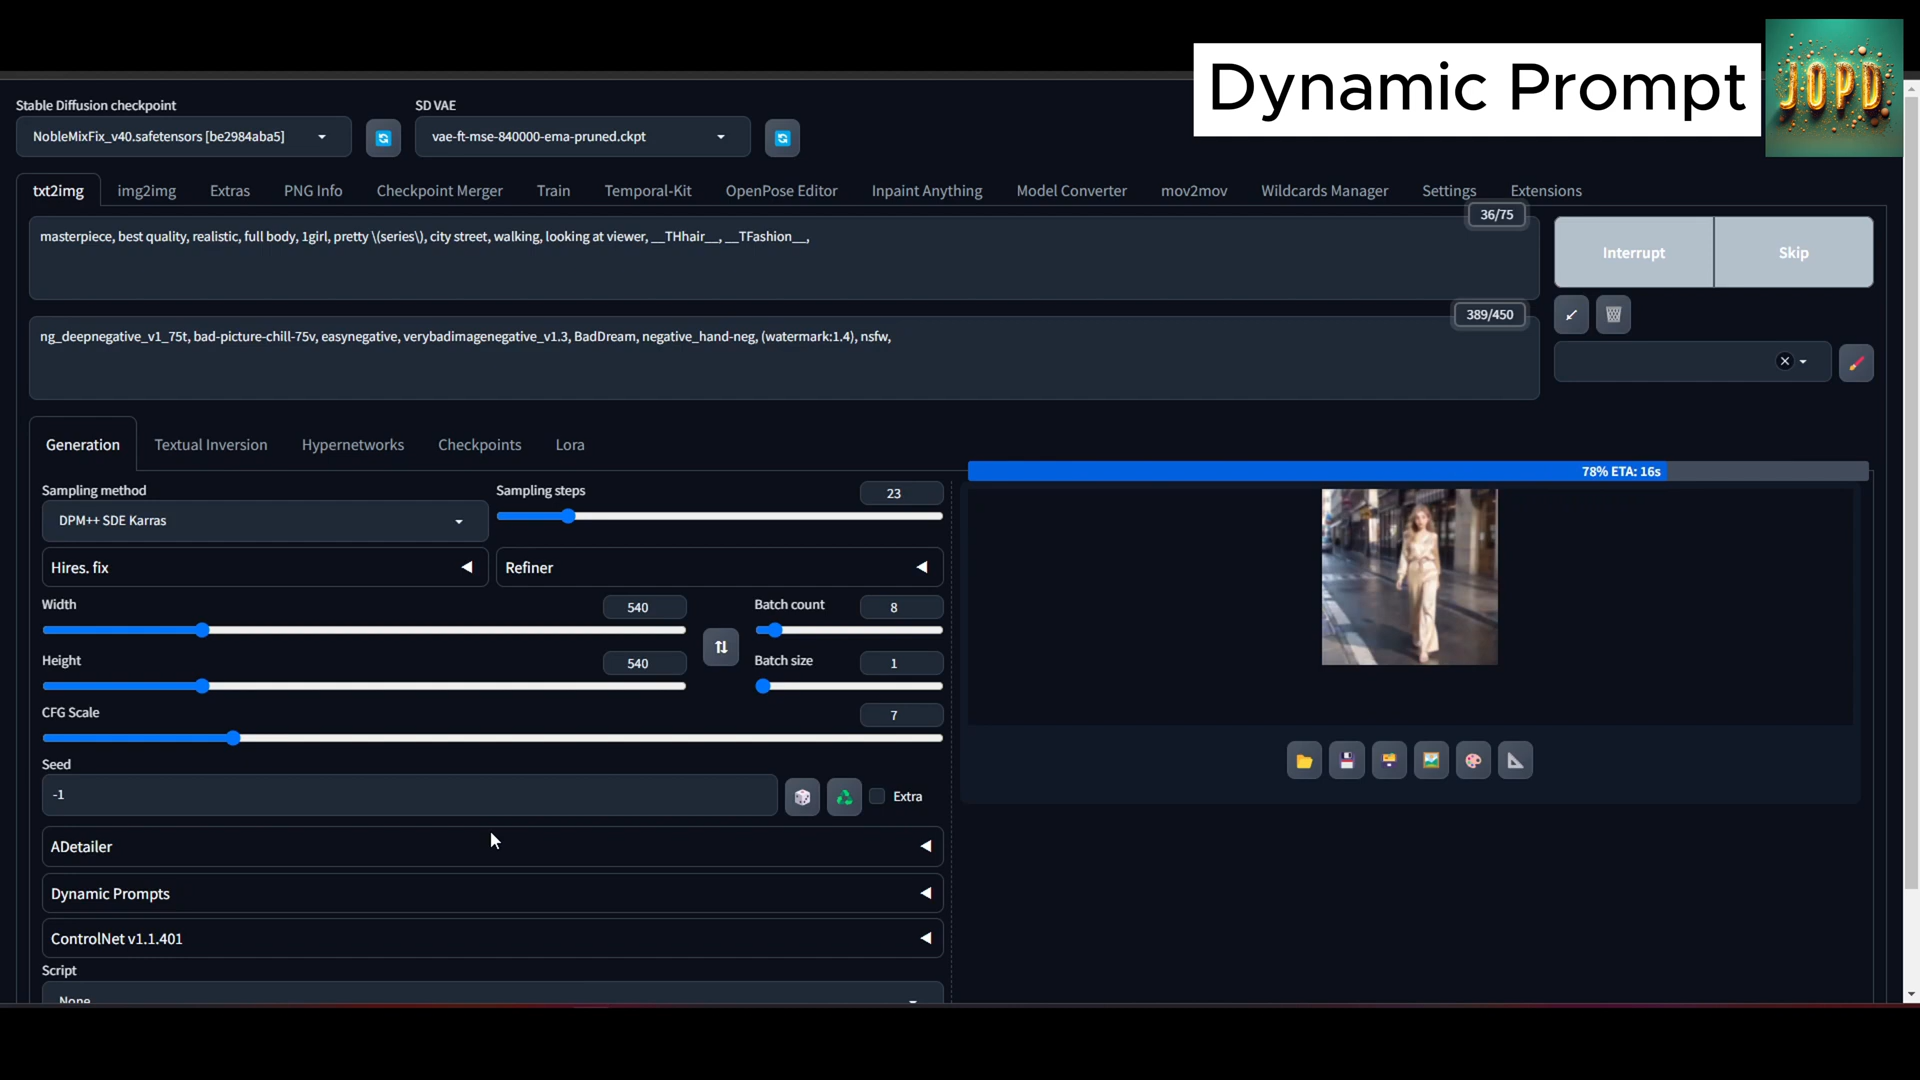 Dynamic Prompt
JOPD
Stable Diffusion checkpoint
SD VAE
NobleMixFix_v40.safetensors [be2984aba5]
vae-ft-mse-840000-ema-pruned.ckpt
txt2img
img2img
Extras
PNG Info
Checkpoint Merger
Train
Temporal-Kit
OpenPose Editor
Inpaint Anything
Model Converter
mov2mov
Wildcards Manager
Settings
Extensions
36/75
masterpiece, best quality, realistic, full body, 1girl, pretty \(series\), city street, walking, looking at viewer, __THhair__, __TFashion__,
Interrupt
Skip
389/450
ng_deepnegative_v1_75t, bad-picture-chill-75v, easynegative, verybadimagenegative_v1.3, BadDream, negative_hand-neg, (watermark:1.4), nsfw,
Generation
Textual Inversion
Hypernetworks
Checkpoints
Lora
78% ETA: 16s
Sampling method
Sampling steps
23
DPM++ SDE Karras
Hires. fix
Refiner
Width
540
Batch count
8
Height
540
Batch size
1
CFG Scale
7
Seed
-1
Extra
ADetailer
Dynamic Prompts
ControlNet v1.1.401
Script
None